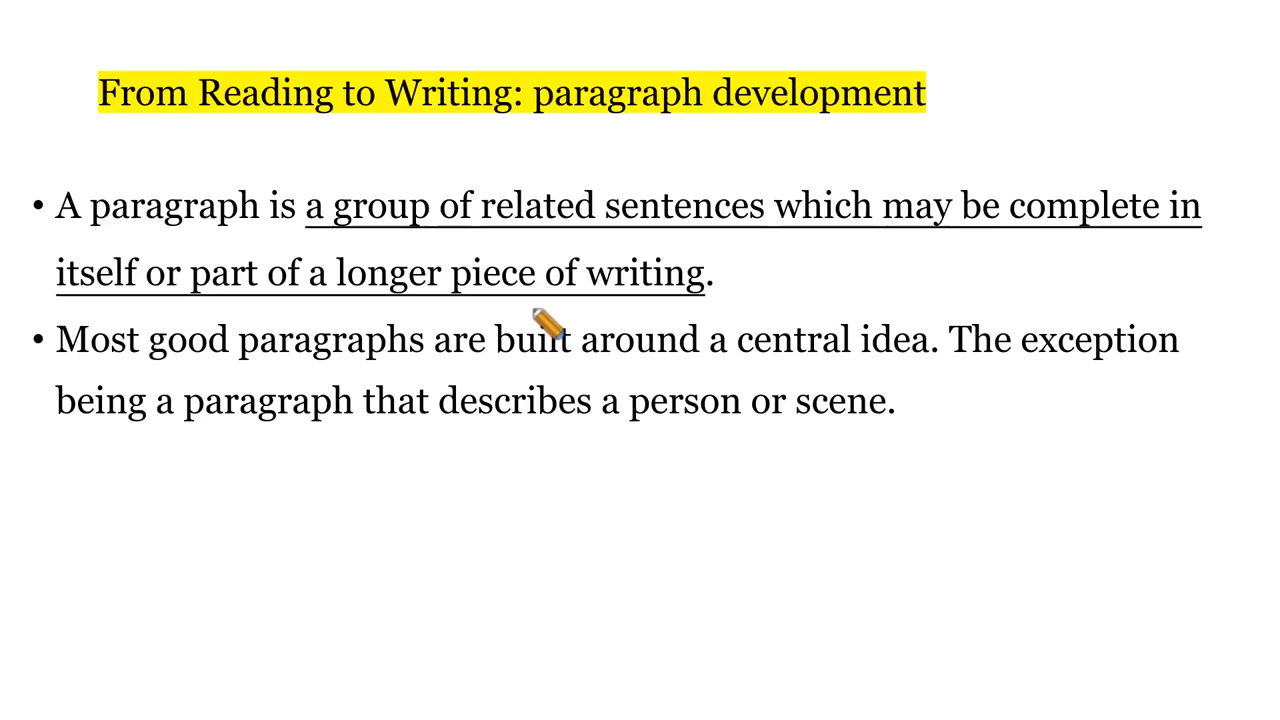 From Reading to Writing: paragraph development
• A paragraph is a group of related sentences which may be complete in
itself or part of a longer piece of writing.
• Most good paragraphs are built around a central idea. The exception
being a paragraph that describes a person or scene.